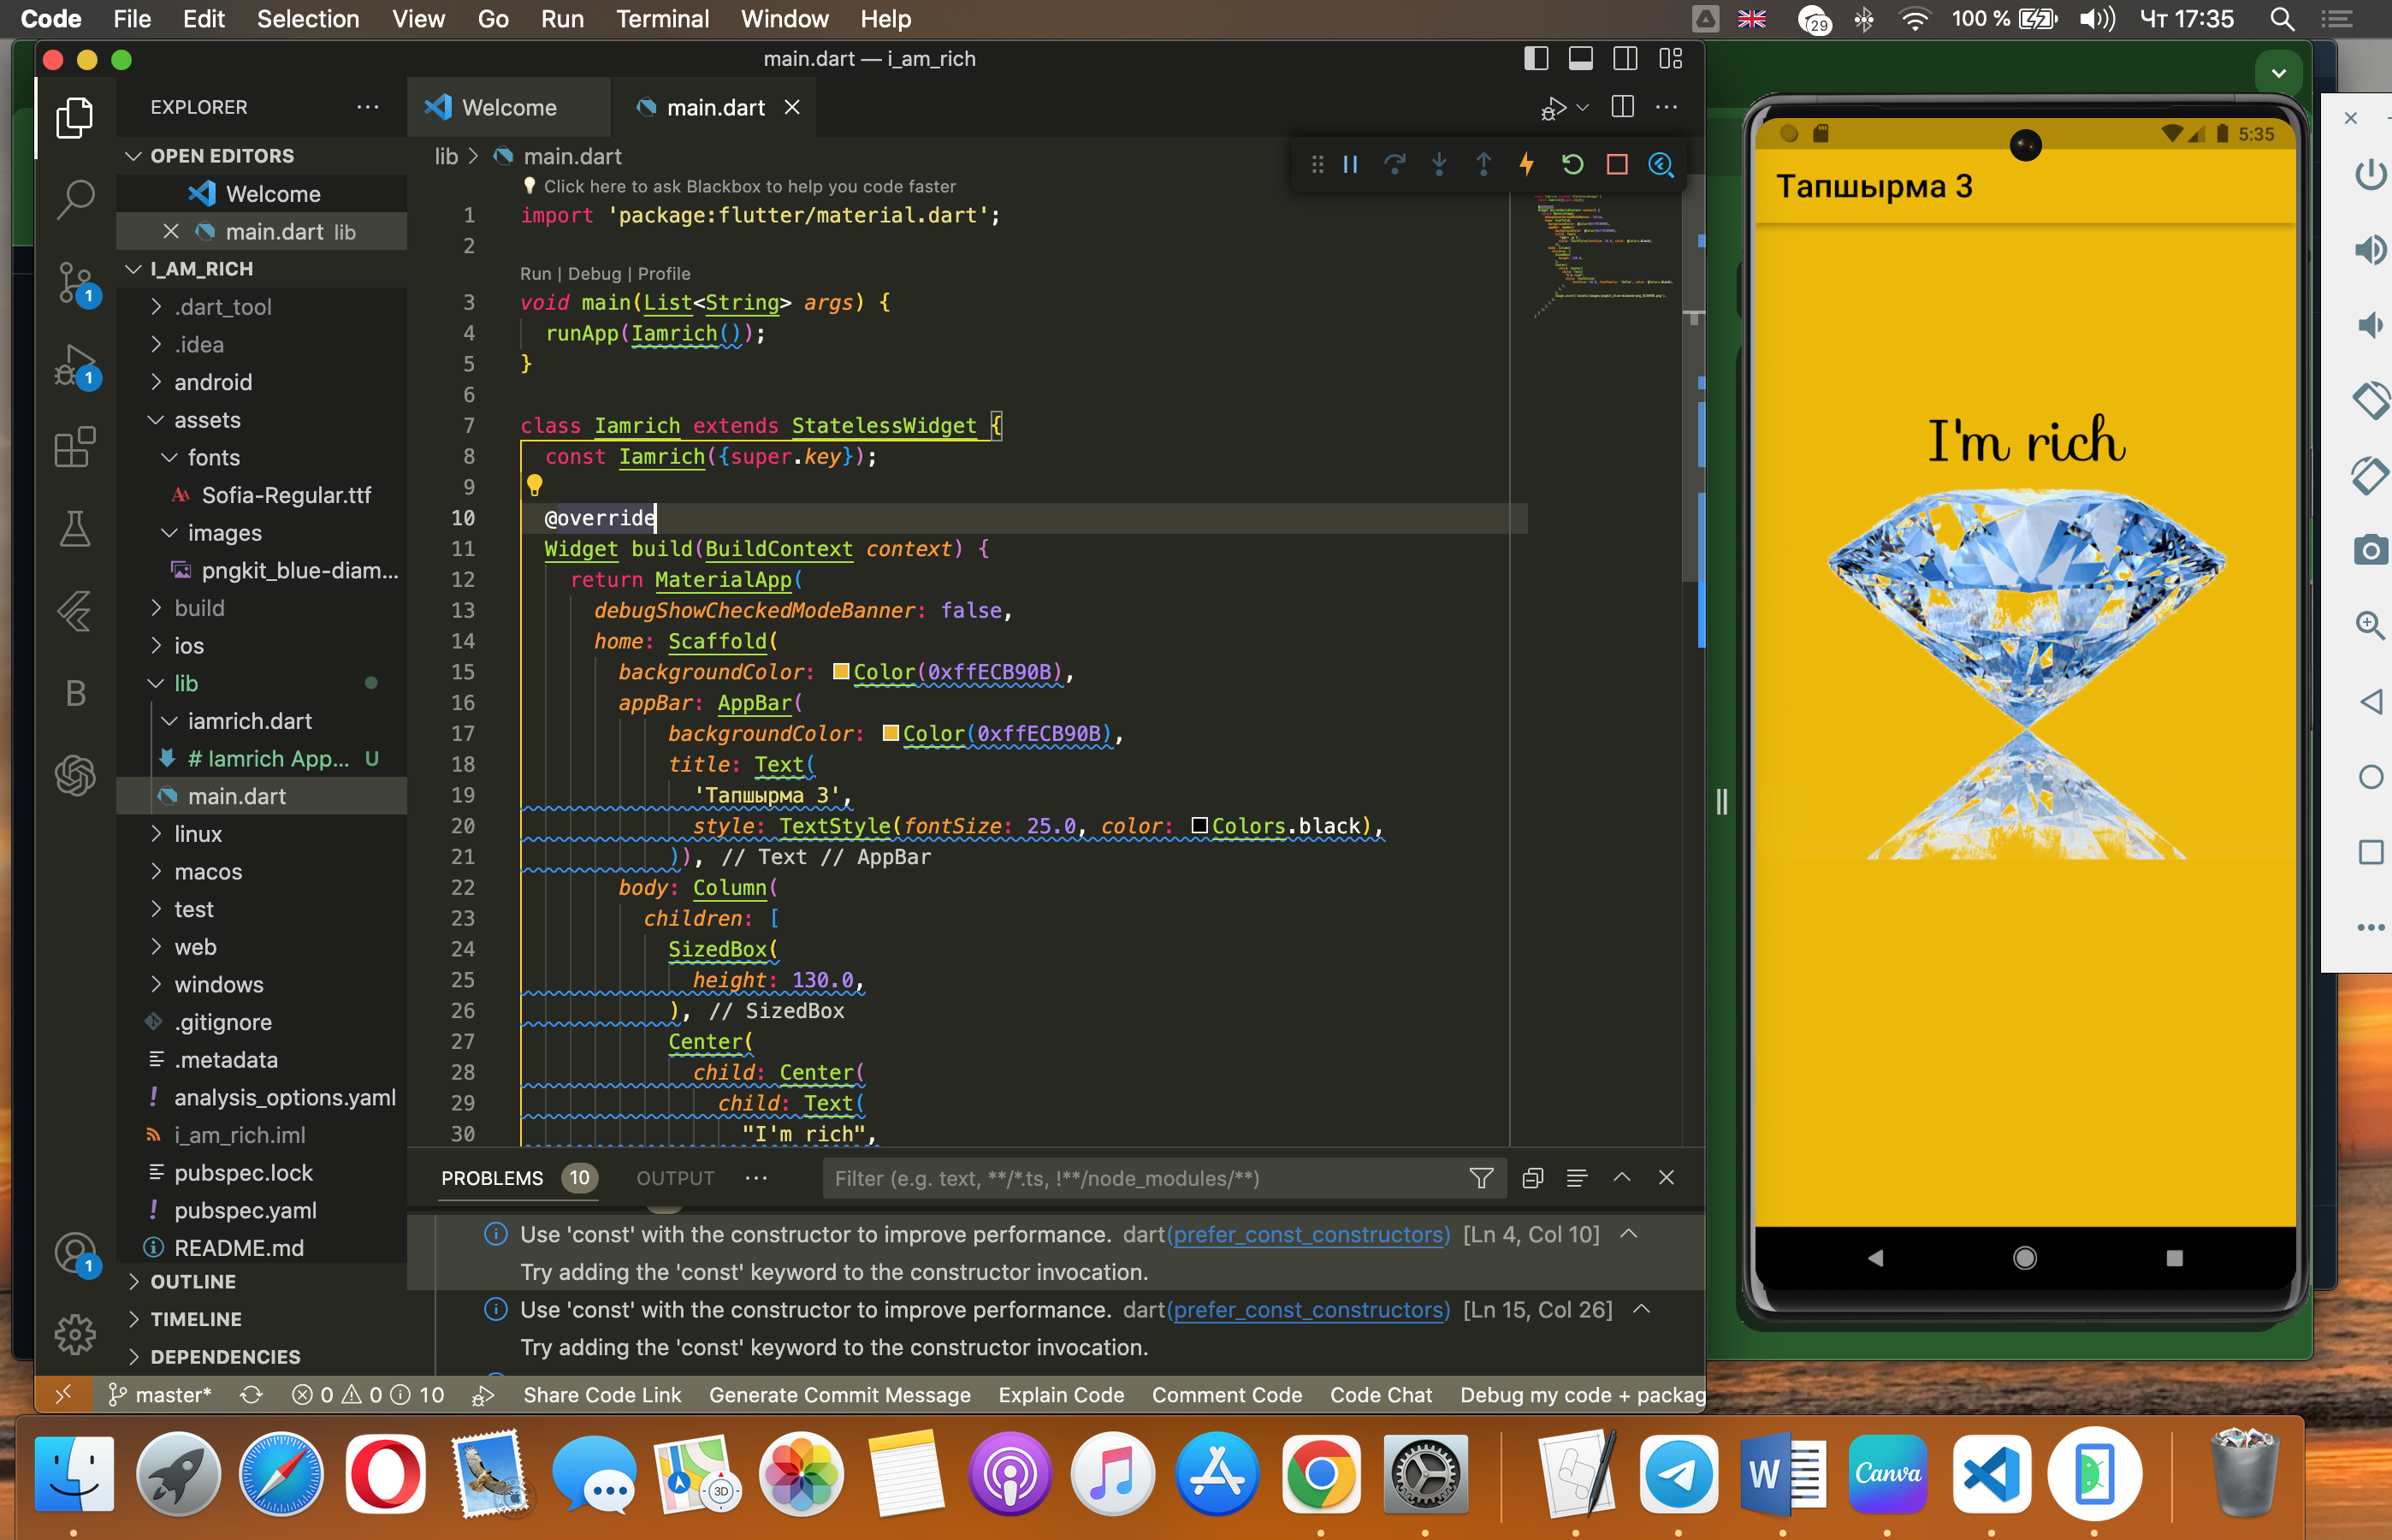 Code File Edit Selection View Go Run Terminal Window Help
29 100 % Чт 17:35
main.dart — i_am_rich
EXPLORER
Welcome
main.dart
OPEN EDITORS
Welcome
main.dart lib
I_AM_RICH
.dart_tool
.idea
android
assets
fonts
Sofia-Regular.ttf
images
pngkit_blue-diam...
build
ios
lib
iamrich.dart
# Iamrich App... U
main.dart
linux
macos
test
web
windows
.gitignore
.metadata
analysis_options.yaml
i_am_rich.iml
pubspec.lock
pubspec.yaml
README.md
OUTLINE
TIMELINE
DEPENDENCIES
1
1
B
1
lib > main.dart
Click here to ask Blackbox to help you code faster
1 import 'package:flutter/material.dart';
2
Run | Debug | Profile
3 void main(List<String> args) {
4 runApp(Iamrich());
5 }
6
7 class Iamrich extends StatelessWidget {
8 const Iamrich({super.key});
9
10 @override
11 Widget build(BuildContext context) {
12 return MaterialApp(
13 debugShowCheckedModeBanner: false,
14 home: Scaffold(
15 backgroundColor: Color(0xffECB90B),
16 appBar: AppBar(
17 backgroundColor: Color(0xffECB90B),
18 title: Text(
19 'Тапшырма 3',
20 style: TextStyle(fontSize: 25.0, color: Colors.black),
21 )), // Text // AppBar
22 body: Column(
23 children: [
24 SizedBox(
25 height: 130.0,
26 ), // SizedBox
27 Center(
28 child: Center(
29 child: Text(
30 "I'm rich",
PROBLEMS 10 OUTPUT
Filter (e.g. text, **/*.ts, !**/node_modules/**)
Use 'const' with the constructor to improve performance. dart(prefer_const_constructors) [Ln 4, Col 10]
Try adding the 'const' keyword to the constructor invocation.
Use 'const' with the constructor to improve performance. dart(prefer_const_constructors) [Ln 15, Col 26]
Try adding the 'const' keyword to the constructor invocation.
master* 0 0 10 Share Code Link Generate Commit Message Explain Code Comment Code Code Chat Debug my code + packag
5:35
Тапшырма 3
I'm rich
3D
W
Canva